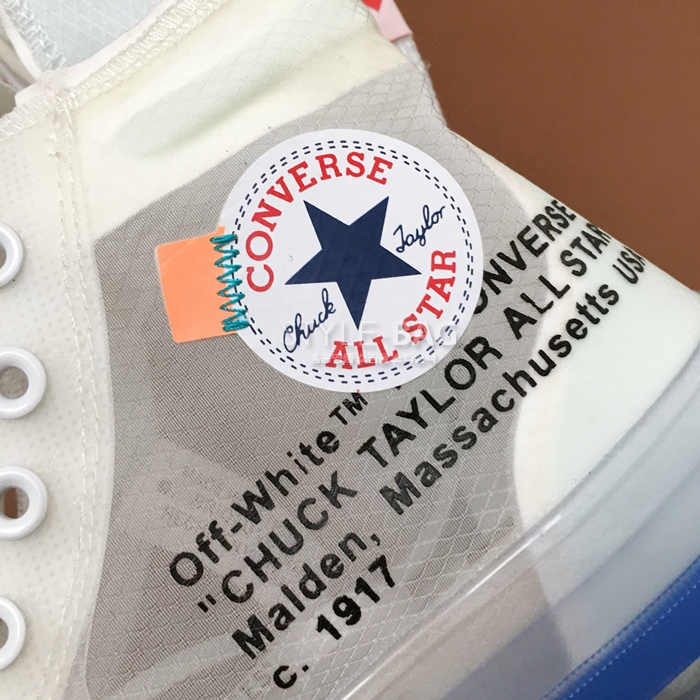 CONVERSE
Chuck Taylor
ALL STAR
Off-White™ CONVERSE
"CHUCK TAYLOR ALL STAR
Malden, Massachusetts USA
c. 1917